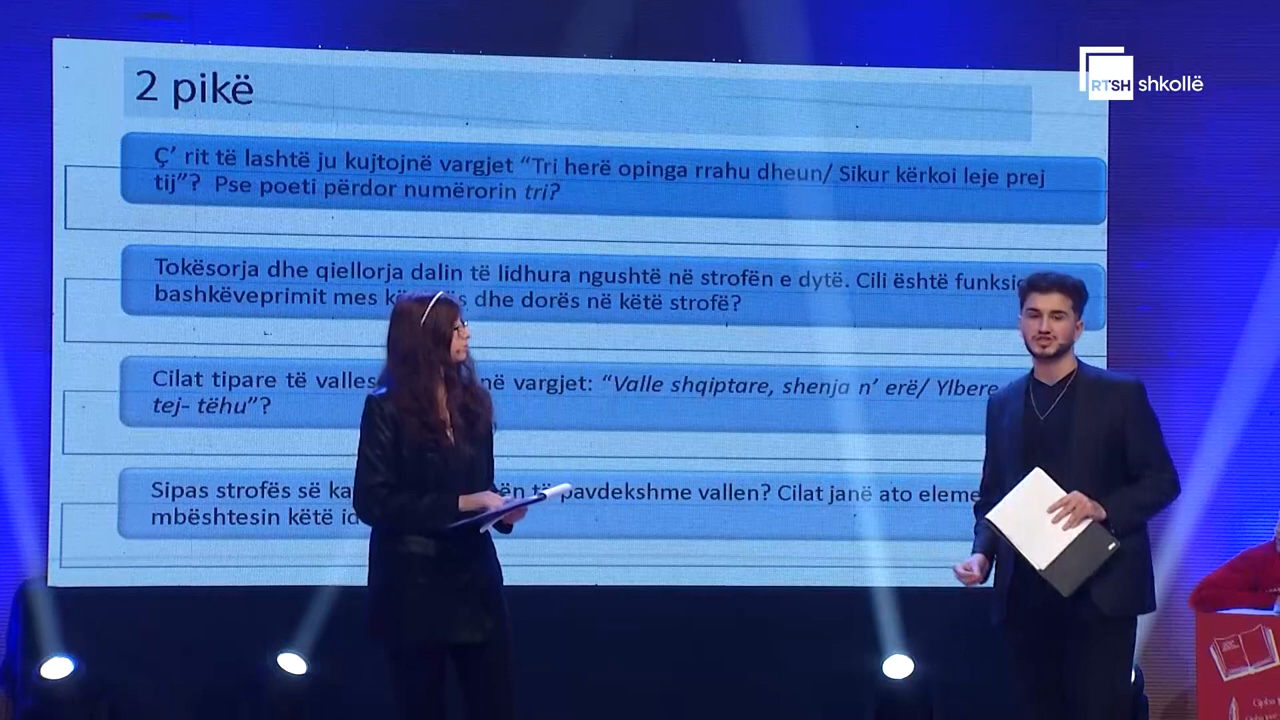 RTSH shkollë
2 pikë
Ç’ rit të lashtë ju kujtojnë vargjet “Tri herë opinga rrahu dheun/ Sikur kërkoi leje prej
tij”? Pse poeti përdor numërorin tri?
Tokësorja dhe qiellorja dalin të lidhura ngushtë në strofën e dytë. Cili është
bashkëveprimit mes dhe dorës në këtë strofë?
Cilat tipare të valles në vargjet: “Valle shqiptare, shenja n’ erë/ Ylbere
tej- tëhu”?
Sipas strofës së të pavdekshme vallen? Cilat janë ato
mbështesin këtë